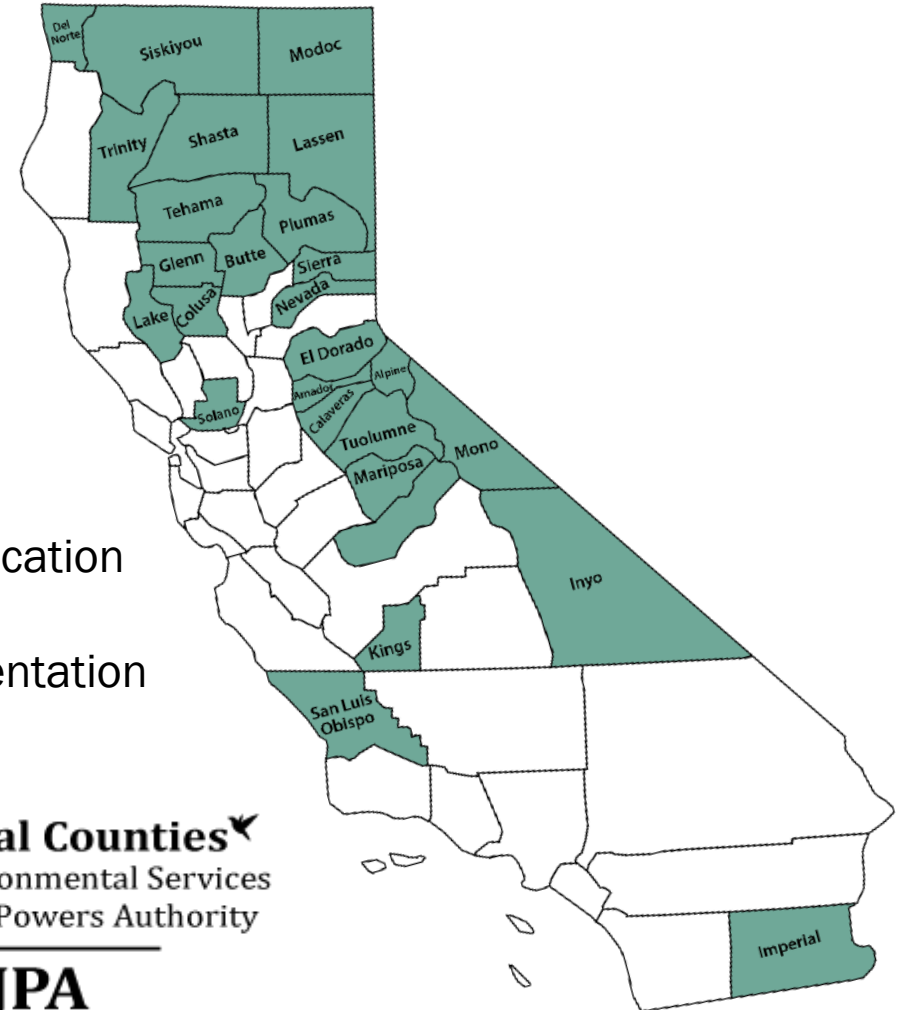 Del
Norte
Siskiyou
Modoc
Trinity
Shasta
Lassen
Tehama
Plumas
Glenn
Butte
Sierra
Nevada
Lake
Colusa
El Dorado
Alpine
Amador
Calaveras
Solano
Tuolumne
Mono
Mariposa
cation
Inyo
Kings
entation
San Luis
Obispo
al Counties
onmental Services
Powers Authority
JPA
Imperial